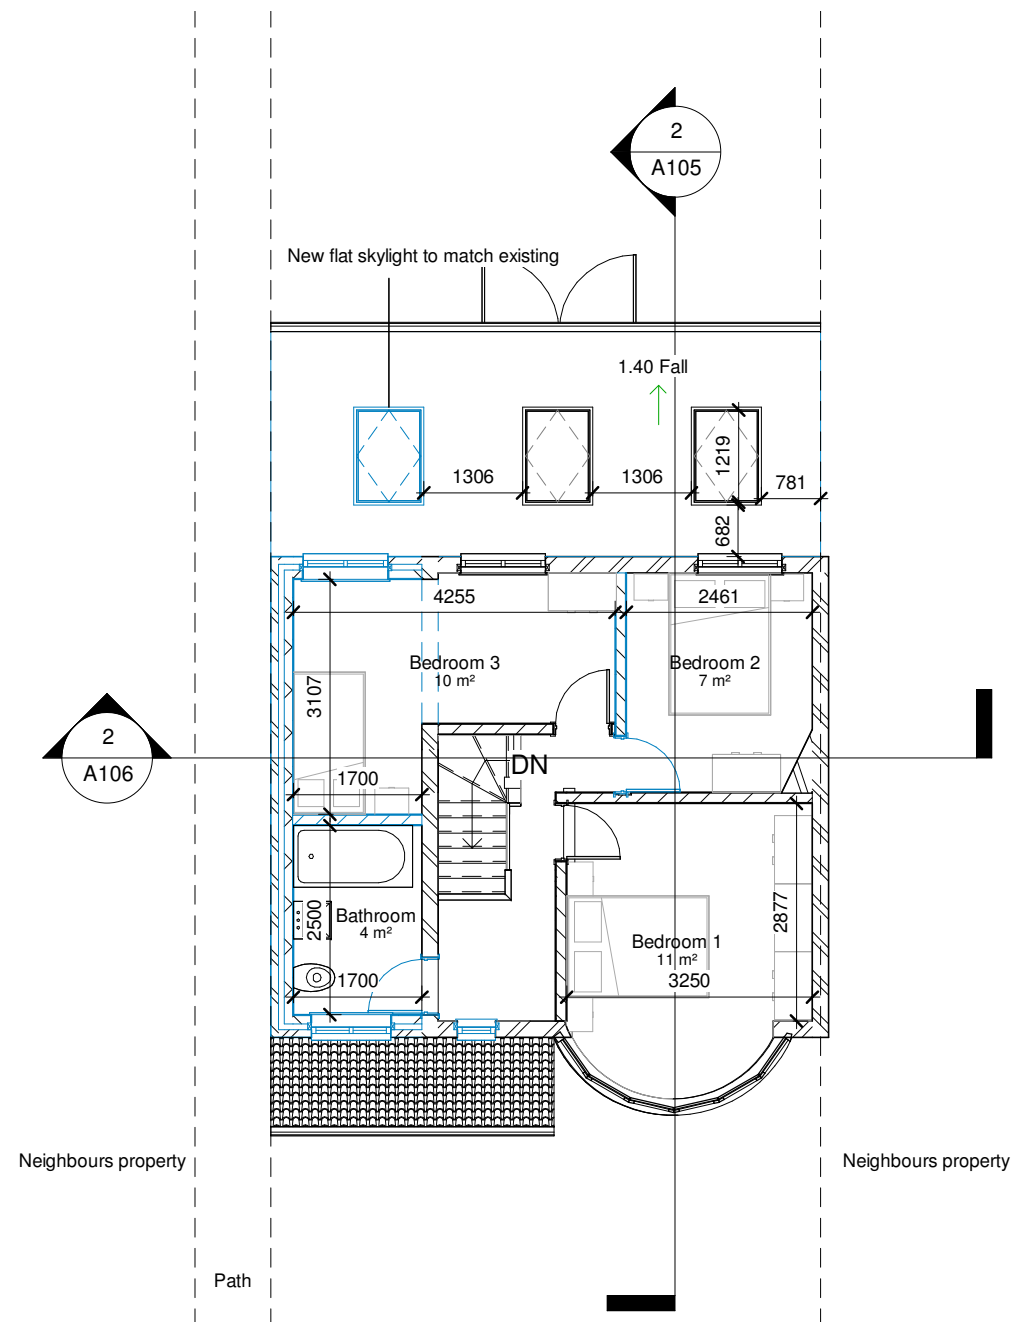 2
A105
New flat skylight to match existing
1.40 Fall
1219
1306
1306
781
682
4255
2461
Bedroom 3
10 m²
Bedroom 2
7 m²
3107
2
A106
DN
1700
Bathroom
4 m²
2500
2877
Bedroom 1
11 m²
1700
3250
Neighbours property
Neighbours property
Path